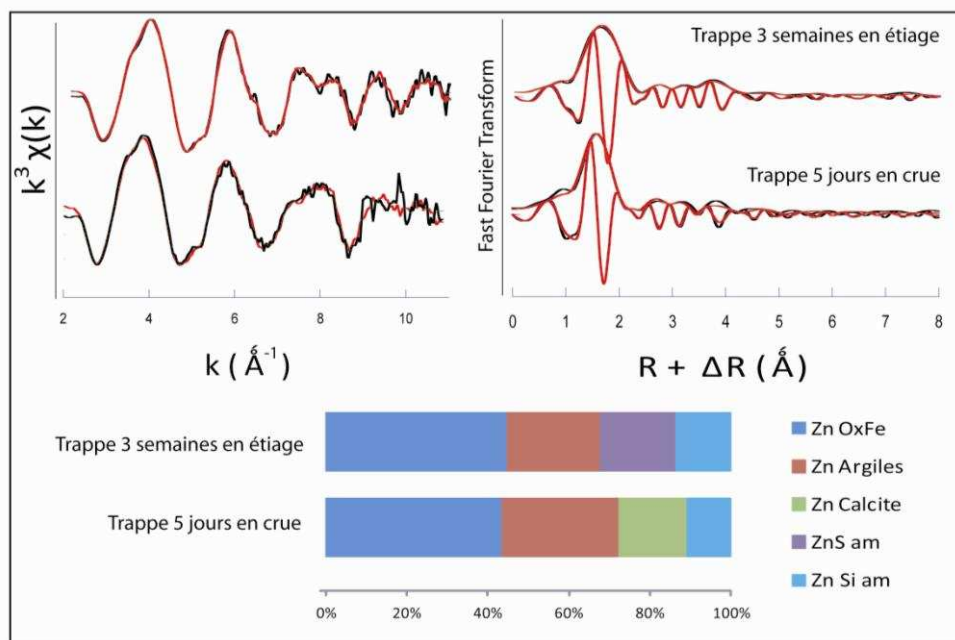 k³ χ(k)
2 4 6 8 10
k ( Å⁻¹)
Fast Fourier Transform
Trappe 3 semaines en étiage
Trappe 5 jours en crue
0 1 2 3 4 5 6 7 8
R + ΔR (Å)
Trappe 3 semaines en étiage
Trappe 5 jours en crue
0% 20% 40% 60% 80% 100%
Zn OxFe
Zn Argiles
Zn Calcite
ZnS am
Zn Si am